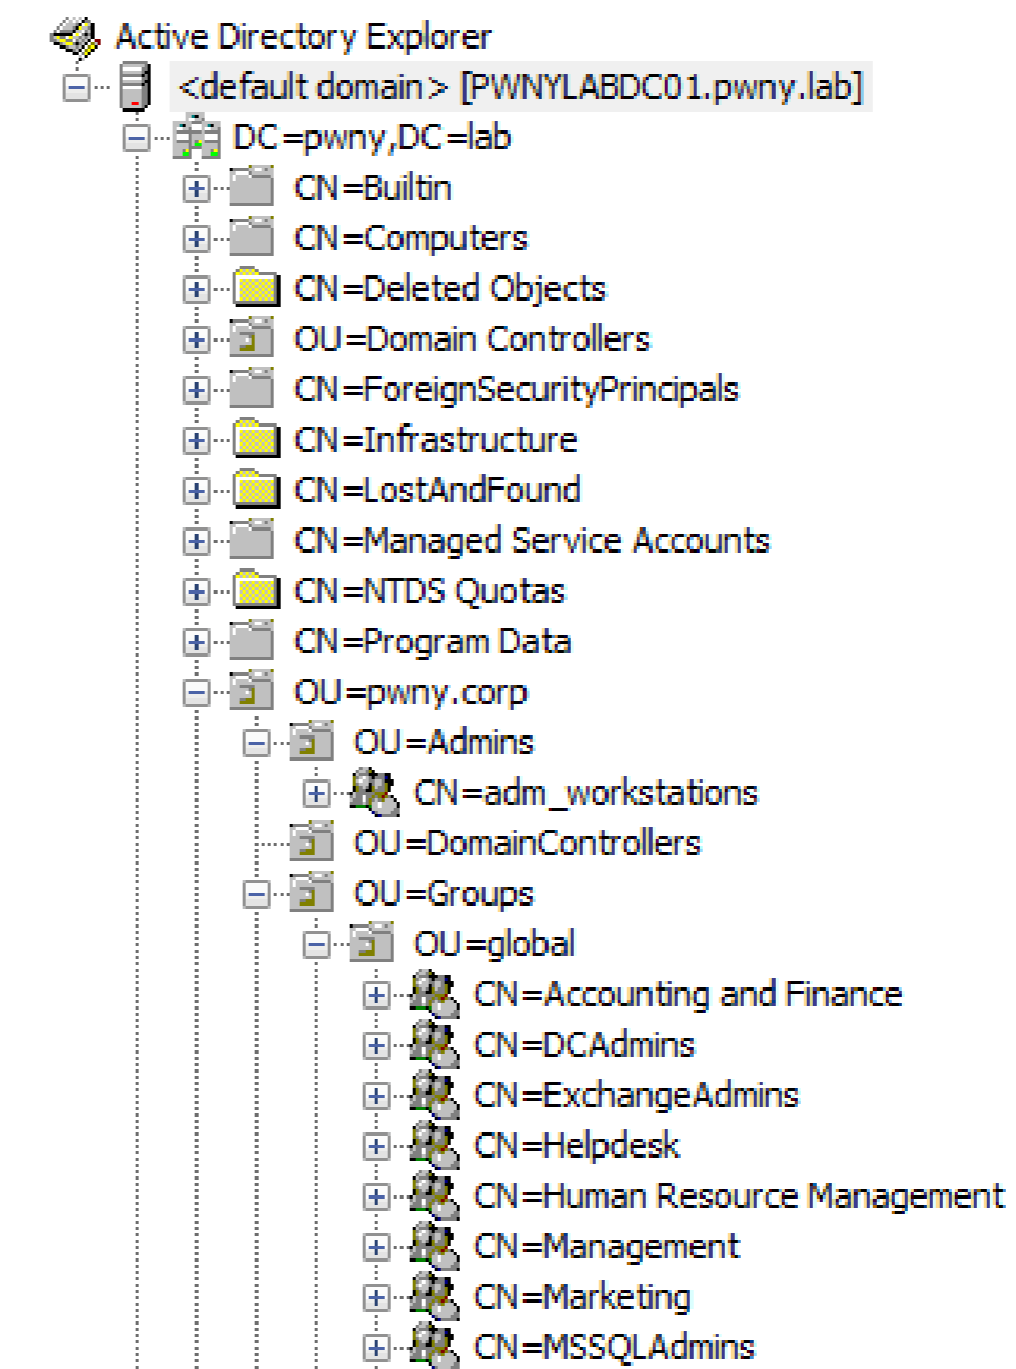 Active Directory Explorer
<default domain> [PWNYLABDC01.pwny.lab]
DC=pwny,DC=lab
CN=Builtin
CN=Computers
CN=Deleted Objects
OU=Domain Controllers
CN=ForeignSecurityPrincipals
CN=Infrastructure
CN=LostAndFound
CN=Managed Service Accounts
CN=NTDS Quotas
CN=Program Data
OU=pwny.corp
OU=Admins
CN=adm_workstations
OU=DomainControllers
OU=Groups
OU=global
CN=Accounting and Finance
CN=DCAdmins
CN=ExchangeAdmins
CN=Helpdesk
CN=Human Resource Management
CN=Management
CN=Marketing
CN=MSSQLAdmins